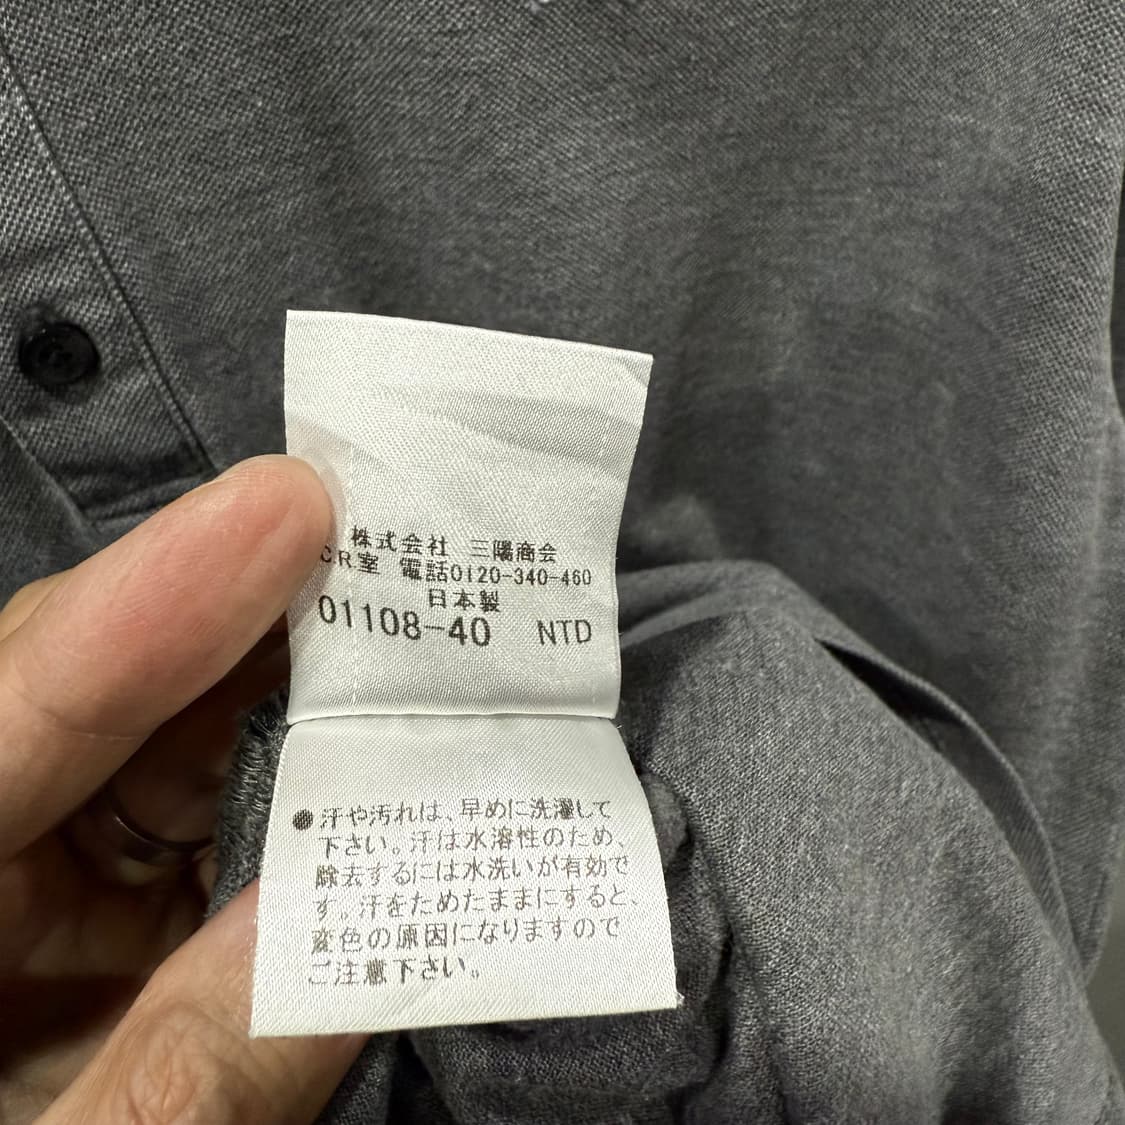 株式会社 三陽商会
C.R.室 電話0120-340-460
日本製
01108-40 NTD
●汗や汚れは、早めに洗濯して
下さい。汗は水溶性のため、
除去するには水洗いが有効で
す。汗をためたままにすると、
変色の原因になりますので
ご注意下さい。